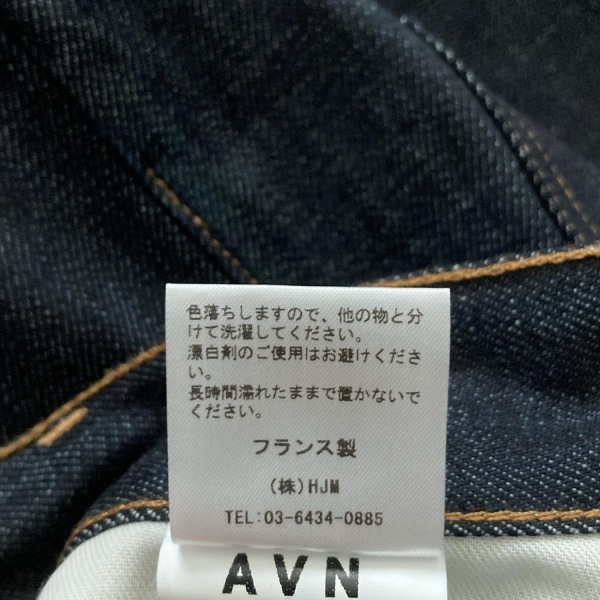 色落ちしますので、他の物と分
けて洗濯してください。
漂白剤のご使用はお避けくださ
い。
長時間濡れたままで置かないで
ください。
フランス製
(株)HJM
TEL:03-6434-0885
AVN